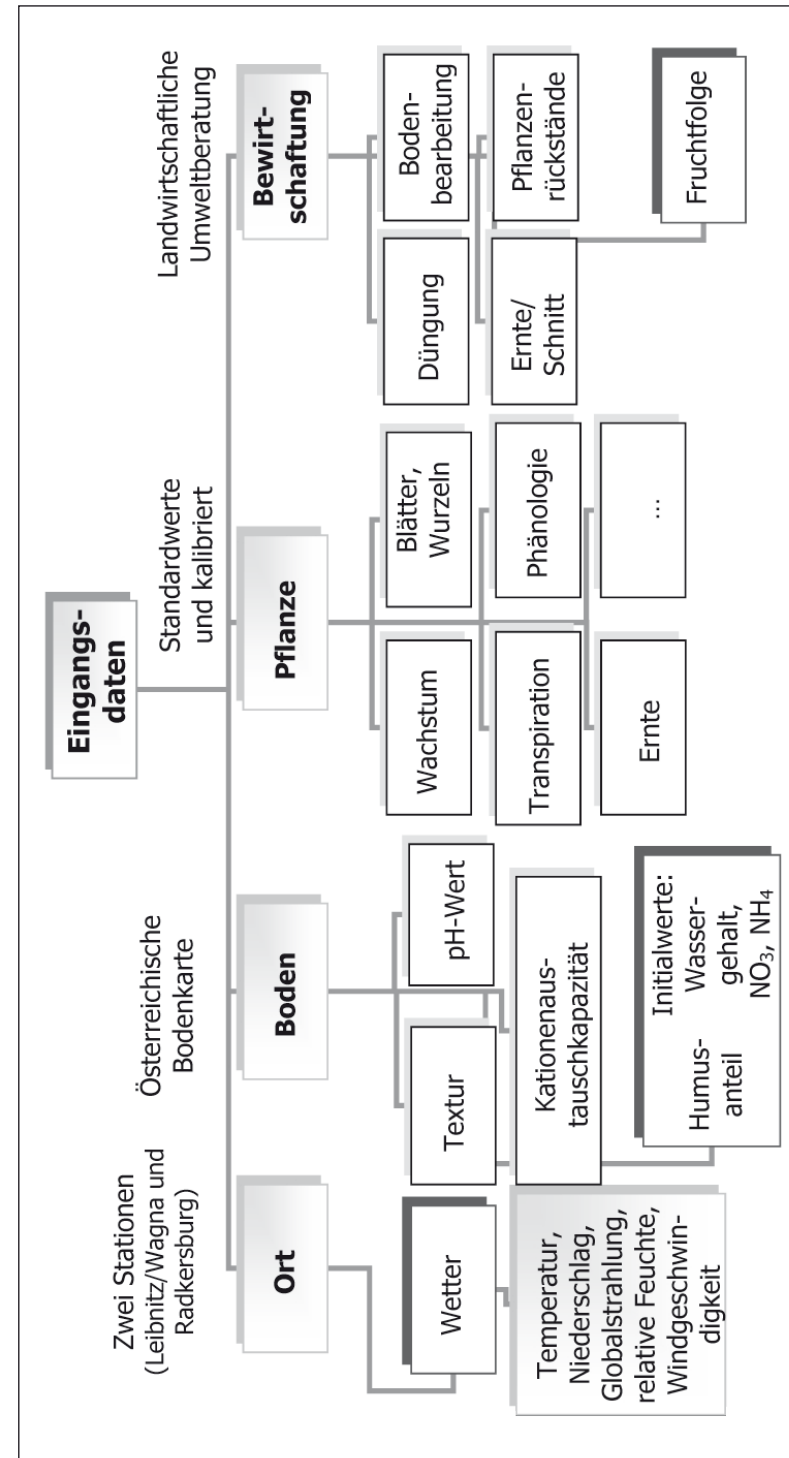 Eingangs-
daten
Zwei Stationen
(Leibnitz/Wagna und
Radkersburg)
Ort
Wetter
Temperatur,
Niederschlag,
Globalstrahlung,
relative Feuchte,
Windgeschwin-
digkeit
Österreichische
Bodenkarte
Boden
Textur
pH-Wert
Kationenaus-
tauschkapazität
Humus-
anteil
Initialwerte:
Wasser-
gehalt,
NO₃, NH₄
Standardwerte
und kalibriert
Pflanze
Wachstum
Blätter,
Wurzeln
Transpiration
Phänologie
Ernte
...
Landwirtschaftliche
Umweltberatung
Bewirt-
schaftung
Düngung
Boden-
bearbeitung
Ernte/
Schnitt
Pflanzen-
rückstände
Fruchtfolge